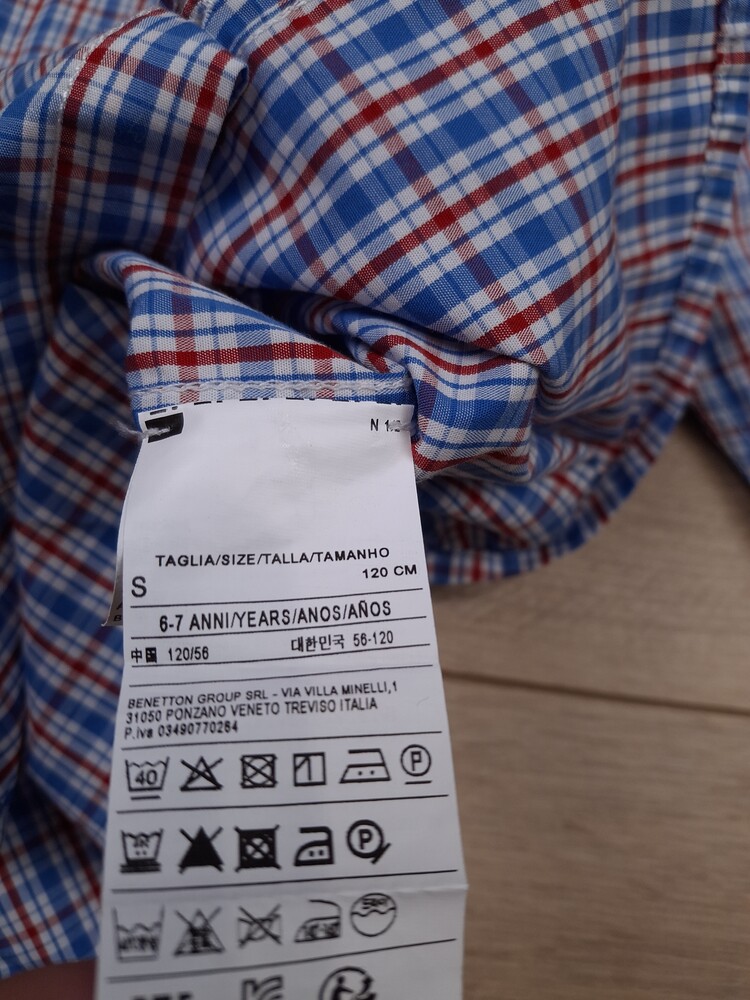 TAGLIA/SIZE/TALLA/TAMANHO
S 120 CM
6-7 ANNI/YEARS/ANOS/AÑOS
中国 120/56 대한민국 56-120
BENETTON GROUP SRL - VIA VILLA MINELLI,1
31050 PONZANO VENETO TREVISO ITALIA
P.iva 03490770264
40 P
P